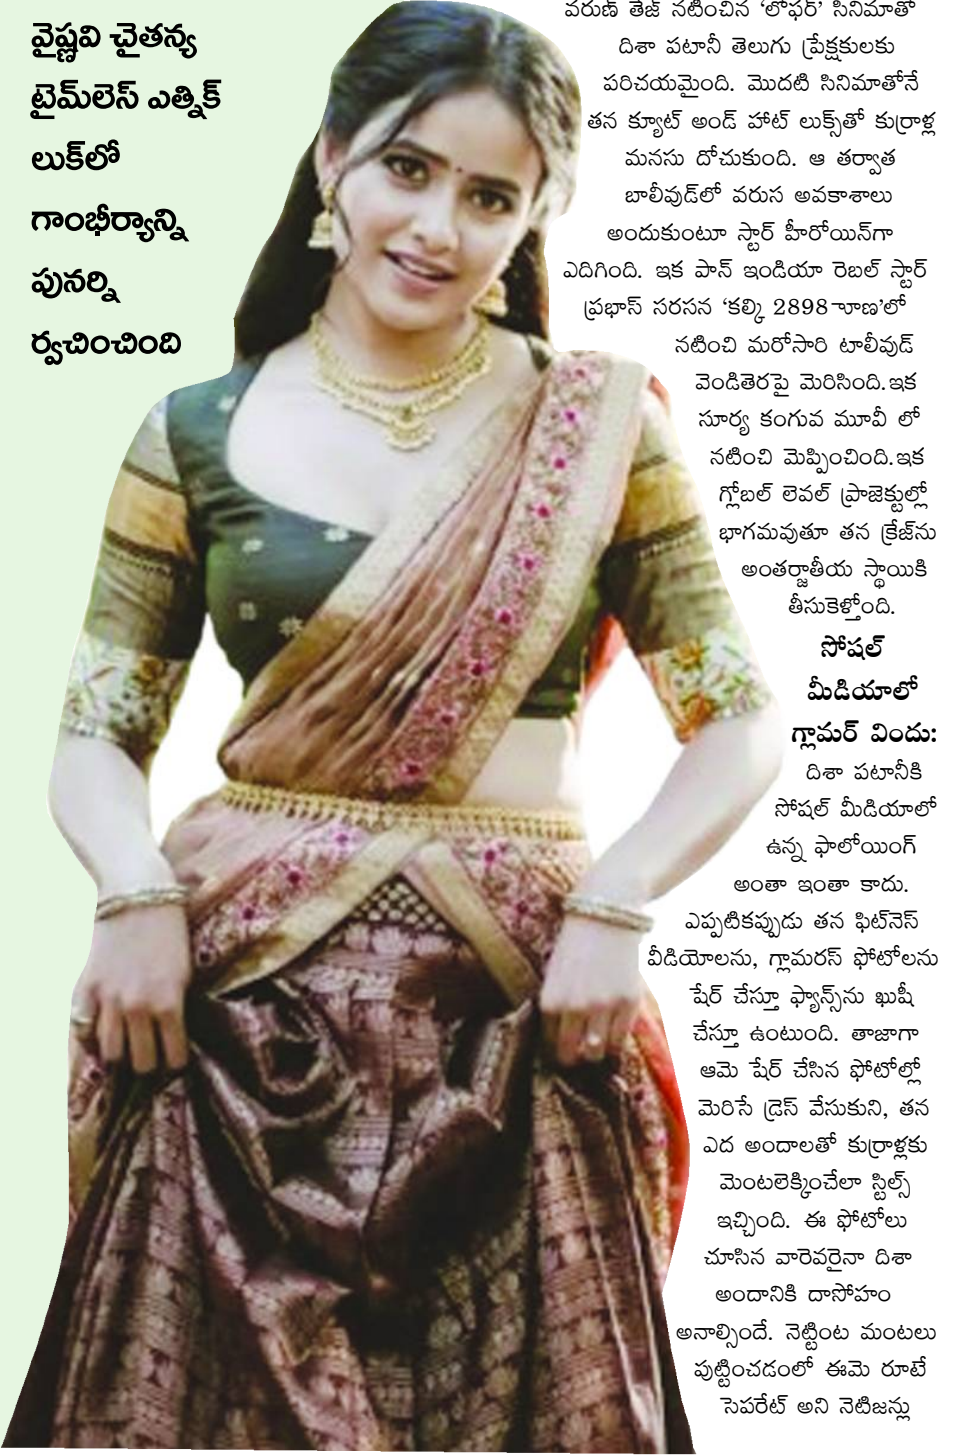 వైష్ణవి చైతన్య
టైమ్‌లెస్ ఎత్నిక్
లుక్‌లో
గాంభీర్యాన్ని
పునర్ని
ర్వచించింది
వరుణ్ తేజ్ నటించిన ‘లోఫర్’ సినిమాతో
దిశా పటానీ తెలుగు ప్రేక్షకులకు
పరిచయమైంది. మొదటి సినిమాతోనే
తన క్యూట్ అండ్ హాట్ లుక్స్‌తో కుర్రాళ్ల
మనసు దోచుకుంది. ఆ తర్వాత
బాలీవుడ్‌లో వరుస అవకాశాలు
అందుకుంటూ స్టార్ హీరోయిన్‌గా
ఎదిగింది. ఇక పాన్ ఇండియా రెబల్ స్టార్
ప్రభాస్ సరసన ‘కల్కి 2898
నటించి మరోసారి టాలీవుడ్
వెండితెరపై మెరిసింది.ఇక
సూర్య కంగువ మూవీ లో
నటించి మెప్పించింది.ఇక
గ్లోబల్ లెవల్ ప్రాజెక్టుల్లో
భాగమవుతూ తన క్రేజ్‌ను
అంతర్జాతీయ స్థాయికి
తీసుకెళ్తోంది.
సోషల్
మీడియాలో
గ్లామర్ విందు:
దిశా పటానీకి
సోషల్ మీడియాలో
ఉన్న ఫాలోయింగ్
అంతా ఇంతా కాదు.
ఎప్పటికప్పుడు తన ఫిట్‌నెస్
వీడియోలను, గ్లామరస్ ఫోటోలను
షేర్ చేస్తూ ఫ్యాన్స్‌ను ఖుషీ
చేస్తూ ఉంటుంది. తాజాగా
ఆమె షేర్ చేసిన ఫోటోల్లో
మెరిసే డ్రెస్ వేసుకుని, తన
ఎద అందాలతో కుర్రాళ్లకు
మెంటలెక్కించేలా స్టిల్స్
ఇచ్చింది. ఈ ఫోటోలు
చూసిన వారెవరైనా దిశా
అందానికి దాసోహం
అనాల్సిందే. నెట్టింట మంటలు
పుట్టించడంలో ఈమె రూటే
సెపరేట్ అని నెటిజన్లు